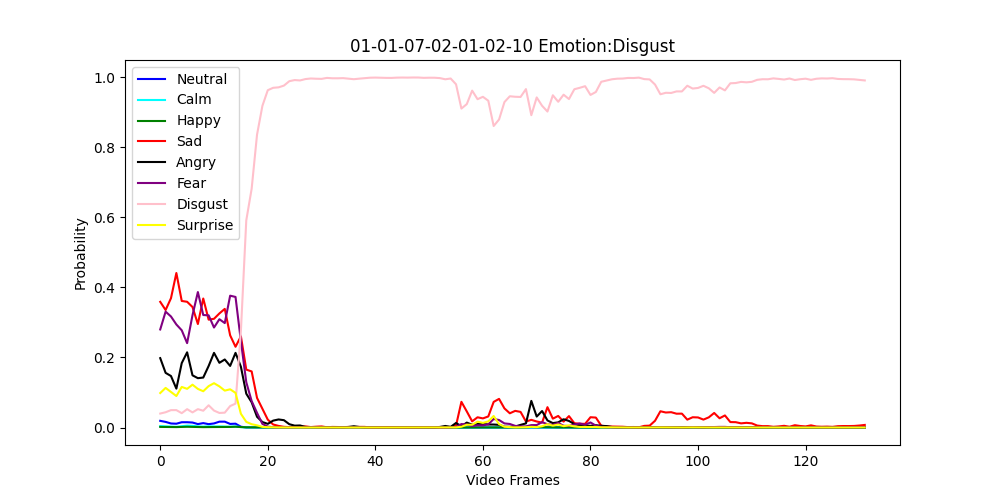 01-01-07-02-01-02-10 Emotion:Disgust
Probability
1.0
0.8
0.6
0.4
0.2
0.0
Neutral
Calm
Happy
Sad
Angry
Fear
Disgust
Surprise
0 20 40 60 80 100 120
Video Frames